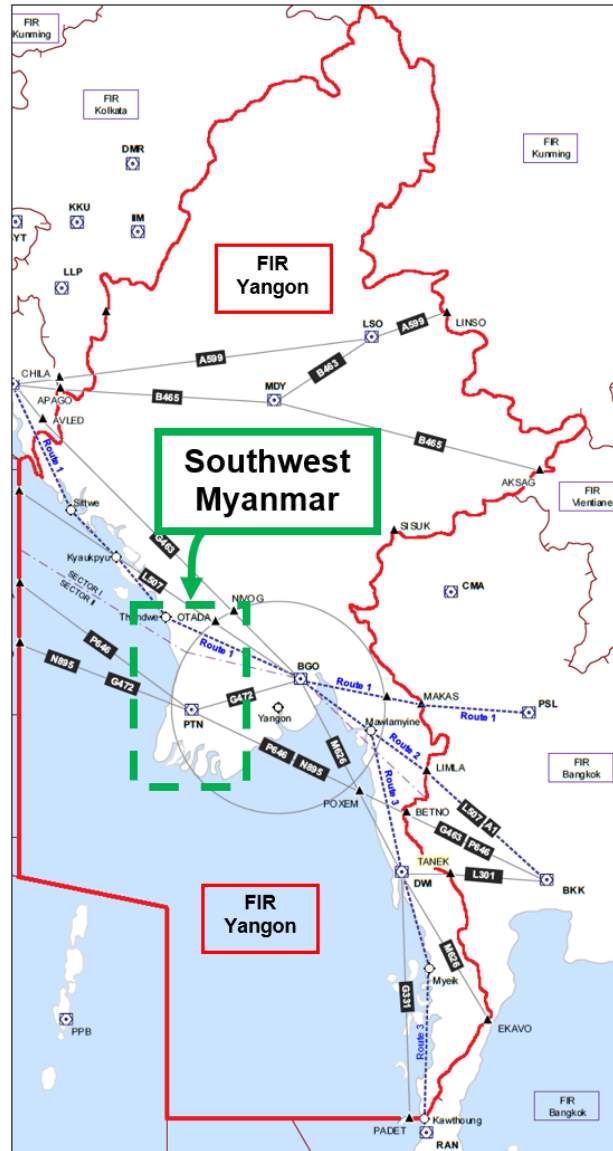 FIR
Kunming
FIR
Kolkata
DMR
FIR
Kunming
KKU
IIM
YT
LLP
FIR
Yangon
LSO
A599
LINSO
A599
B463
CHILA
MDY
APAGO
B465
AVLED
B465
Route 1
Southwest
Myanmar
AKSAG
FIR
Vientiane
Sittwe
SISUK
G463
Kyaukpyu
L507
CMA
SECTOR I
SECTOR II
NIVOG
Thandwe
OTADA
P646
Route 1
N895
G472
BGO
G472
Route 1
MAKAS
Route 1
PSL
PTN
Yangon
Mawlamyine
P646
N895
M626
Route 2
LIMLA
FIR
Bangkok
Route 3
POXEM
BETNO
L507
A1
G463
P646
TANEK
L301
DWI
BKK
FIR
Yangon
M626
Myeik
G331
PPB
EKAVO
Route 3
FIR
Bangkok
PADET
Kawthoung
RAN